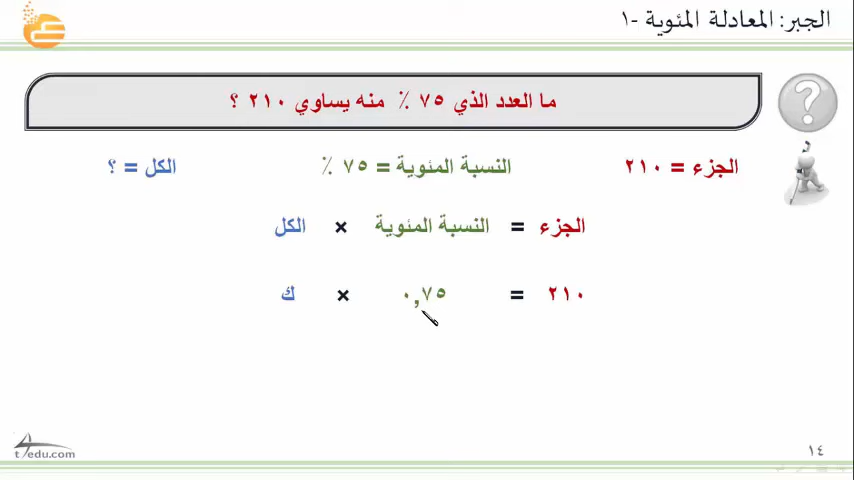 الجبر: المعادلة المئوية -١
ما العدد الذي ٧٥ ٪ منه يساوي ٢١٠ ؟
الجزء = ٢١٠ النسبة المئوية = ٧٥ ٪ الكل = ؟
الجزء = النسبة المئوية × الكل
٢١٠ = ٠,٧٥ × ك
t4edu.com
١٤